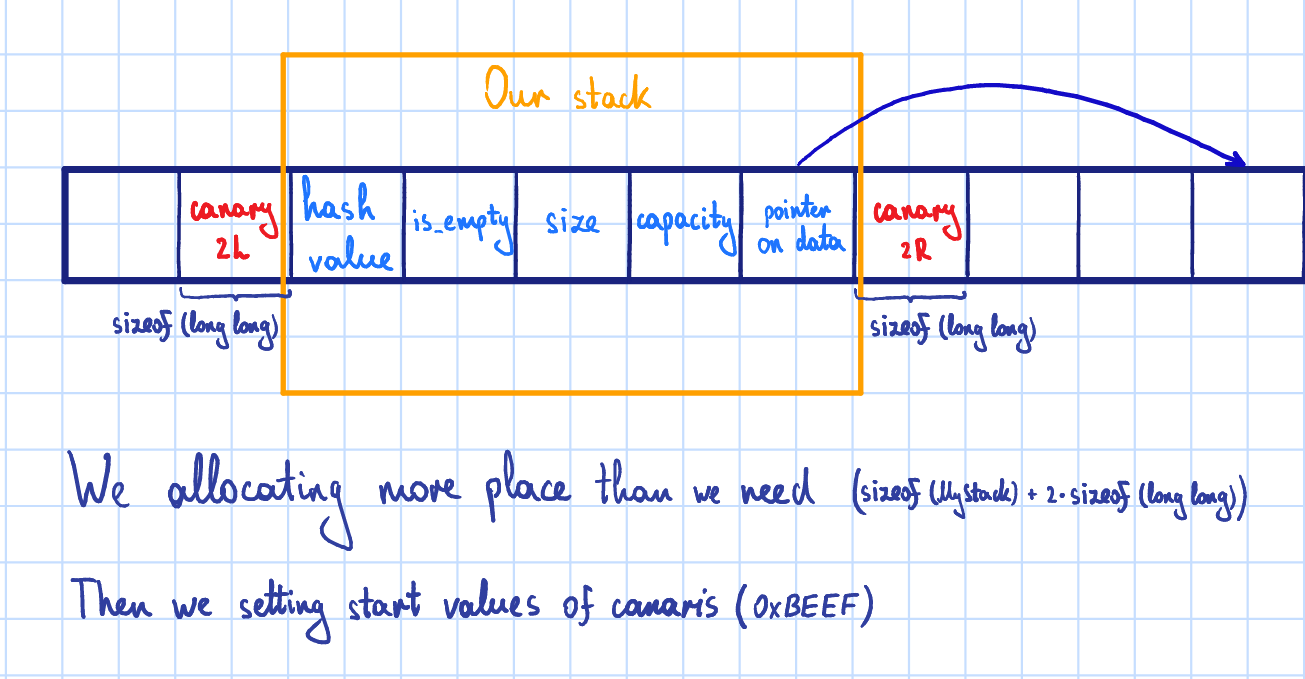 Our stack
canary
2L
hash
value
is_empty
size
capacity
pointer
on data
canary
2R
sizeof (long long)
sizeof (long long)
We allocating more place than we need (sizeof (MyStack) + 2·sizeof (long long))
Then we setting start values of canaris (0xBEEF)